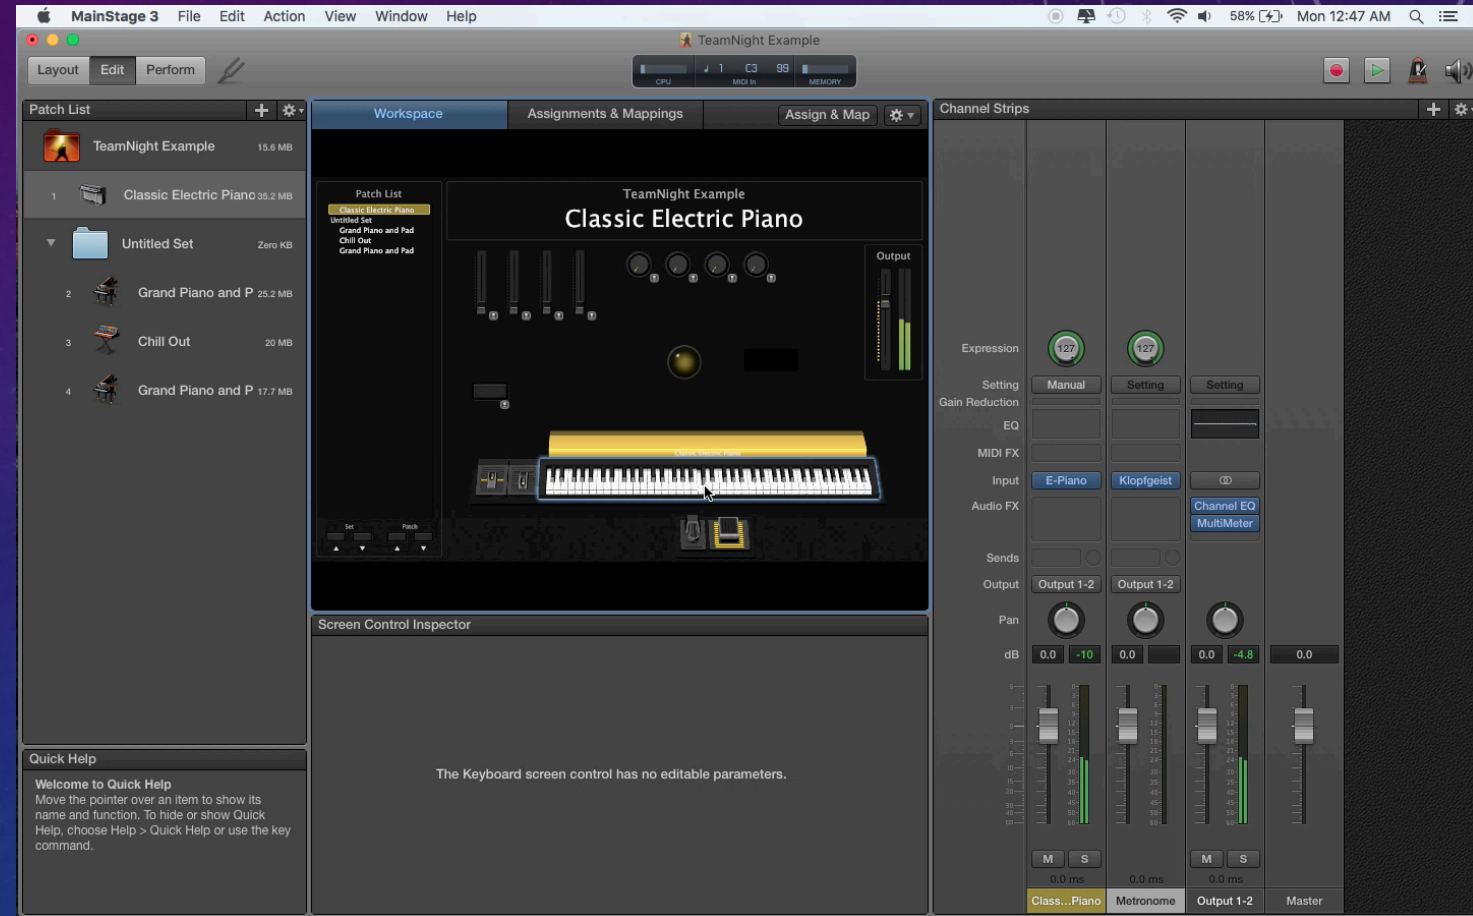 MainStage 3 File Edit Action View Window Help
58% Mon 12:47 AM
TeamNight Example
Layout Edit Perform
1 C3 99
CPU MIDI In MEMORY
Patch List
TeamNight Example 15.6 MB
1 Classic Electric Piano 35.2 MB
Untitled Set Zero KB
2 Grand Piano and P 25.2 MB
3 Chill Out 20 MB
4 Grand Piano and P 17.7 MB
Quick Help
Welcome to Quick Help
Move the pointer over an item to show its
name and function. To hide or show Quick
Help, choose Help > Quick Help or use the key
command.
Workspace Assignments & Mappings Assign & Map
Patch List
Classic Electric Piano
Untitled Set
Grand Piano and Pad
Chill Out
Grand Piano and Pad
Set Patch
TeamNight Example
Classic Electric Piano
Output
Classic Electric Piano
Screen Control Inspector
The Keyboard screen control has no editable parameters.
Channel Strips
Expression 127 127
Setting Manual Setting Setting
Gain Reduction
EQ
MIDI FX
Input E-Piano Klopfgeist
Audio FX Channel EQ
MultiMeter
Sends
Output Output 1-2 Output 1-2
Pan
dB 0.0 -10 0.0 0.0 -4.8 0.0
M S M S
0.0 ms 0.0 ms 0.0 ms
Class...Piano Metronome Output 1-2 Master